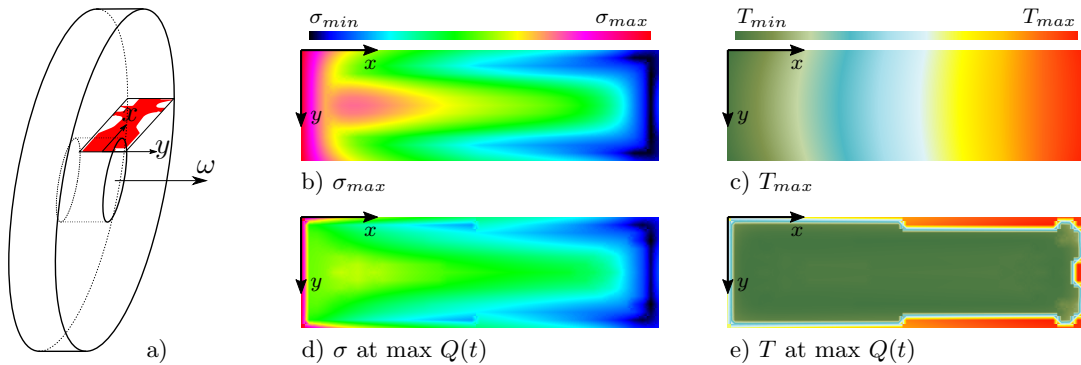 σmin σmax
Tmin Tmax
x
y
ω
a)
x
y
b) σmax
x
y
c) Tmax
x
y
d) σ at max Q(t)
x
y
e) T at max Q(t)